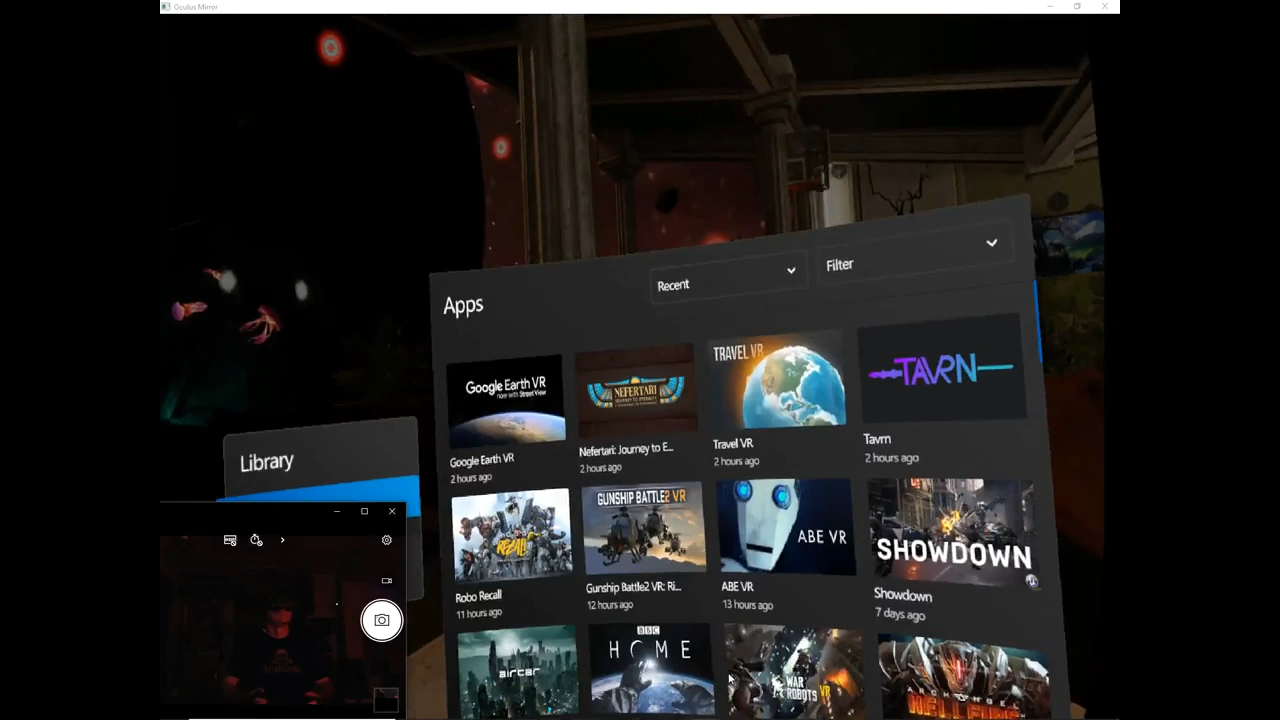 Oculus Mirror
Apps
Recent
Filter
Google Earth VR
now with Street View
NEFERTARI
TRAVEL VR
TAVRN
Google Earth VR
2 hours ago
Nefertari: Journey to E...
2 hours ago
Travel VR
2 hours ago
Tavrn
2 hours ago
Library
RECALL
GUNSHIP BATTLE2 VR
ABE VR
SHOWDOWN
Robo Recall
11 hours ago
Gunship Battle2 VR: Ri...
12 hours ago
ABE VR
13 hours ago
Showdown
7 days ago
aircar
BBC
HOME
WAR
ROBOTS VR
ARCHANGEL
HELLFIRE